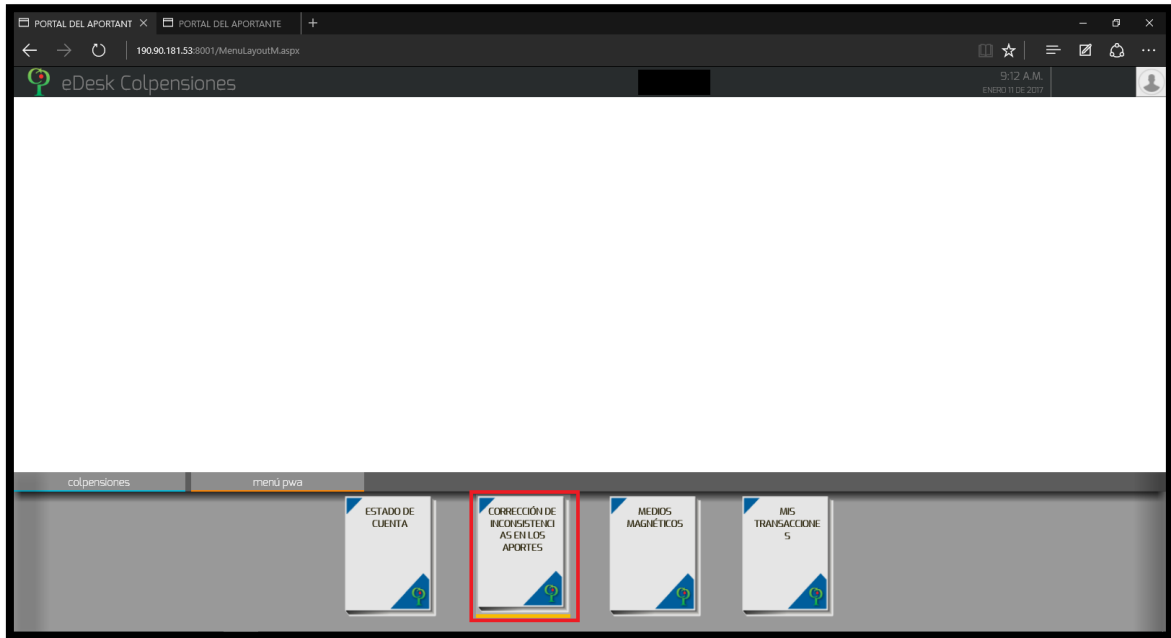 PORTAL DEL APORTANT
PORTAL DEL APORTANTE
190.90.181.53:8001/MenuLayoutM.aspx
eDesk Colpensiones
9:12 A.M.
ENERO 11 DE 2017
colpensiones
menú pwa
ESTADO DE
CUENTA
CORRECCIÓN DE
INCONSISTENCI
AS EN LOS
APORTES
MEDIOS
MAGNÉTICOS
MIS
TRANSACCIONE
S